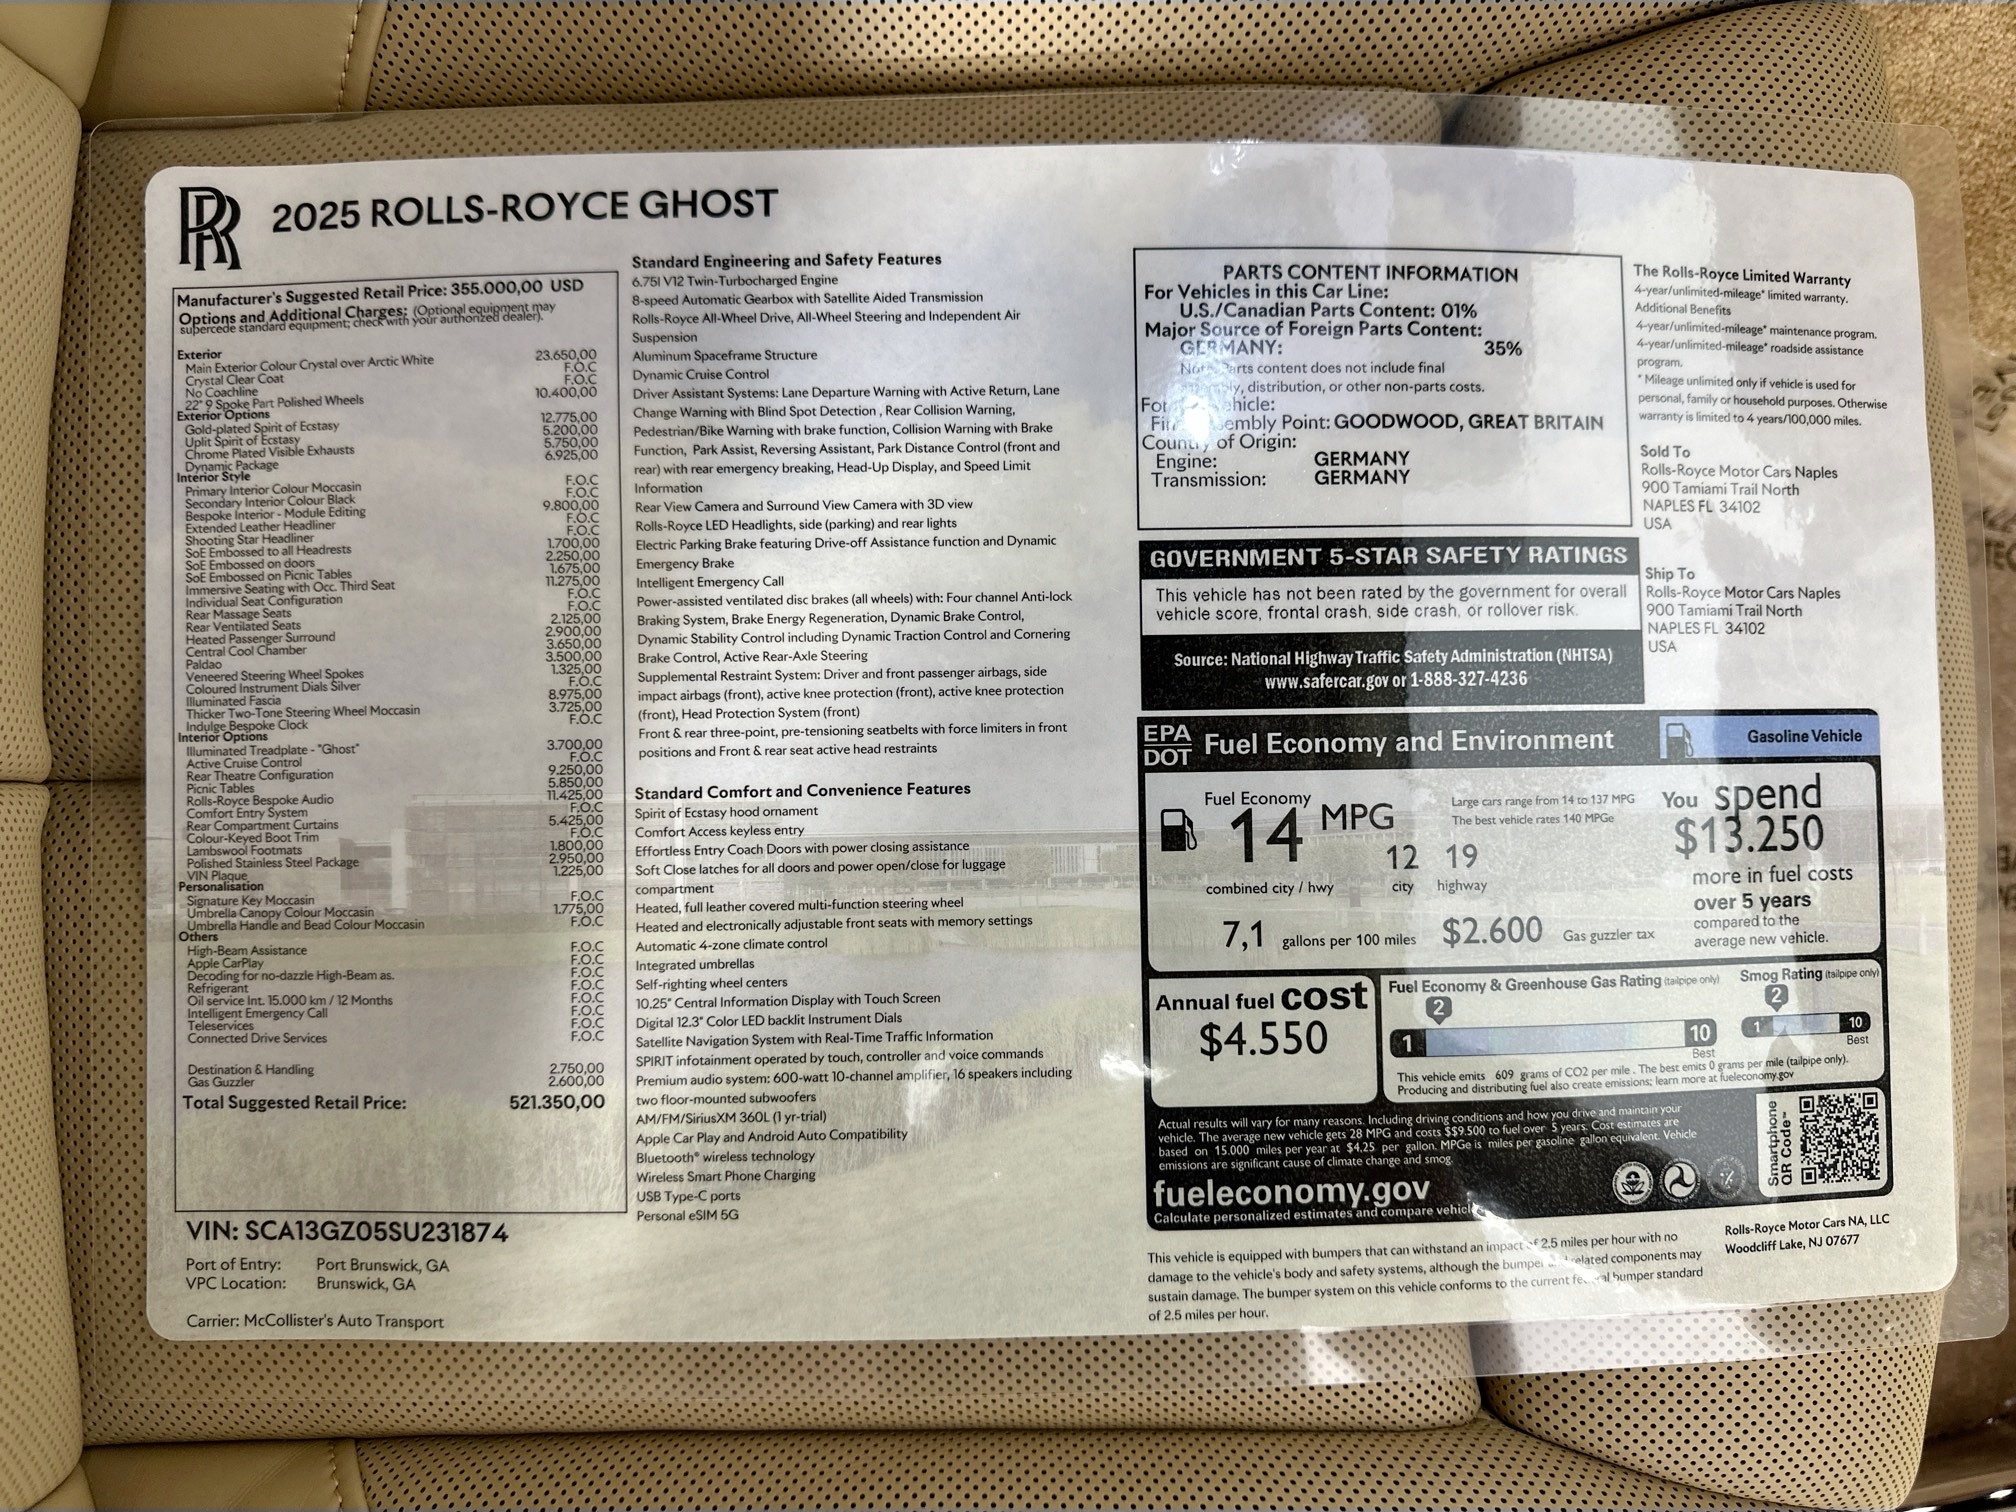 RR
2025 ROLLS-ROYCE GHOST
Manufacturer's Suggested Retail Price: 355.000,00 USD
Options and Additional Charges: (Optional equipment may
supercede standard equipment; check with your authorized dealer).
Exterior
Main Exterior Colour Crystal over Arctic White 23.650,00
Crystal Clear Coat F.O.C
No Coachline F.O.C
22" 9 Spoke Part Polished Wheels 10.400,00
Exterior Options
Gold-plated Spirit of Ecstasy 12.775,00
Uplit Spirit of Ecstasy 5.200,00
Chrome Plated Visible Exhausts 5.750,00
Dynamic Package 6.925,00
Interior Style
Primary Interior Colour Moccasin F.O.C
Secondary Interior Colour Black F.O.C
Bespoke Interior - Module Editing 9.800,00
Extended Leather Headliner F.O.C
Shooting Star Headliner F.O.C
SoE Embossed to all Headrests 1.700,00
SoE Embossed on doors 2.250,00
SoE Embossed on Picnic Tables 1.675,00
Immersive Seating with Occ. Third Seat 11.275,00
Individual Seat Configuration F.O.C
Rear Massage Seats F.O.C
Rear Ventilated Seats 2.125,00
Heated Passenger Surround 2.900,00
Central Cool Chamber 3.650,00
Paldao 3.500,00
Veneered Steering Wheel Spokes 1.325,00
Coloured Instrument Dials Silver F.O.C
Illuminated Fascia 8.975,00
Thicker Two-Tone Steering Wheel Moccasin 3.725,00
Indulge Bespoke Clock F.O.C
Interior Options
Illuminated Treadplate - "Ghost" 3.700,00
Active Cruise Control F.O.C
Rear Theatre Configuration 9.250,00
Picnic Tables 5.850,00
Rolls-Royce Bespoke Audio 11.425,00
Comfort Entry System F.O.C
Rear Compartment Curtains 5.425,00
Colour-Keyed Boot Trim F.O.C
Lambswool Footmats 1.800,00
Polished Stainless Steel Package 2.950,00
VIN Plaque 1.225,00
Personalisation
Signature Key Moccasin F.O.C
Umbrella Canopy Colour Moccasin 1.775,00
Umbrella Handle and Bead Colour Moccasin F.O.C
Others
High-Beam Assistance F.O.C
Apple CarPlay F.O.C
Decoding for no-dazzle High-Beam as. F.O.C
Refrigerant F.O.C
Oil service Int. 15.000 km / 12 Months F.O.C
Intelligent Emergency Call F.O.C
Teleservices F.O.C
Connected Drive Services F.O.C
Destination & Handling 2.750,00
Gas Guzzler 2.600,00
Total Suggested Retail Price: 521.350,00
VIN: SCA13GZ05SU231874
Port of Entry: Port Brunswick, GA
VPC Location: Brunswick, GA
Carrier: McCollister's Auto Transport
Standard Engineering and Safety Features
6.75l V12 Twin-Turbocharged Engine
8-speed Automatic Gearbox with Satellite Aided Transmission
Rolls-Royce All-Wheel Drive, All-Wheel Steering and Independent Air
Suspension
Aluminum Spaceframe Structure
Dynamic Cruise Control
Driver Assistant Systems: Lane Departure Warning with Active Return, Lane
Change Warning with Blind Spot Detection , Rear Collision Warning,
Pedestrian/Bike Warning with brake function, Collision Warning with Brake
Function, Park Assist, Reversing Assistant, Park Distance Control (front and
rear) with rear emergency breaking, Head-Up Display, and Speed Limit
Information
Rear View Camera and Surround View Camera with 3D view
Rolls-Royce LED Headlights, side (parking) and rear lights
Electric Parking Brake featuring Drive-off Assistance function and Dynamic
Emergency Brake
Intelligent Emergency Call
Power-assisted ventilated disc brakes (all wheels) with: Four channel Anti-lock
Braking System, Brake Energy Regeneration, Dynamic Brake Control,
Dynamic Stability Control including Dynamic Traction Control and Cornering
Brake Control, Active Rear-Axle Steering
Supplemental Restraint System: Driver and front passenger airbags, side
impact airbags (front), active knee protection (front), active knee protection
(front), Head Protection System (front)
Front & rear three-point, pre-tensioning seatbelts with force limiters in front
positions and Front & rear seat active head restraints
Standard Comfort and Convenience Features
Spirit of Ecstasy hood ornament
Comfort Access keyless entry
Effortless Entry Coach Doors with power closing assistance
Soft Close latches for all doors and power open/close for luggage
compartment
Heated, full leather covered multi-function steering wheel
Heated and electronically adjustable front seats with memory settings
Automatic 4-zone climate control
Integrated umbrellas
Self-righting wheel centers
10.25" Central Information Display with Touch Screen
Digital 12.3" Color LED backlit Instrument Dials
Satellite Navigation System with Real-Time Traffic Information
SPIRIT infotainment operated by touch, controller and voice commands
Premium audio system: 600-watt 10-channel amplifier, 16 speakers including
two floor-mounted subwoofers
AM/FM/SiriusXM 360L (1 yr-trial)
Apple Car Play and Android Auto Compatibility
Bluetooth® wireless technology
Wireless Smart Phone Charging
USB Type-C ports
Personal eSIM 5G
PARTS CONTENT INFORMATION
For Vehicles in this Car Line:
U.S./Canadian Parts Content: 01%
Major Source of Foreign Parts Content:
GERMANY: 35%
parts content does not include final
distribution, or other non-parts costs.
Point: GOODWOOD, GREAT BRITAIN
Country of Origin:
Engine: GERMANY
Transmission: GERMANY
GOVERNMENT 5-STAR SAFETY RATINGS
This vehicle has not been rated by the government for overall
vehicle score, frontal crash, side crash, or rollover risk.
Source: National Highway Traffic Safety Administration (NHTSA)
www.safercar.gov or 1-888-327-4236
The Rolls-Royce Limited Warranty
4-year/unlimited-mileage* limited warranty.
Additional Benefits
4-year/unlimited-mileage* maintenance program.
4-year/unlimited-mileage* roadside assistance
program.
* Mileage unlimited only if vehicle is used for
personal, family or household purposes. Otherwise
warranty is limited to 4 years/100,000 miles.
Sold To
Rolls-Royce Motor Cars Naples
900 Tamiami Trail North
NAPLES FL 34102
USA
Ship To
Rolls-Royce Motor Cars Naples
900 Tamiami Trail North
NAPLES FL 34102
USA
EPA
DOT
Fuel Economy and Environment
Gasoline Vehicle
Fuel Economy
14 MPG
combined city / hwy
12 city
19 highway
Large cars range from 14 to 137 MPG
The best vehicle rates 140 MPGe
7,1 gallons per 100 miles
$2.600 Gas guzzler tax
You spend
$13.250
more in fuel costs
over 5 years
compared to the
average new vehicle.
Annual fuel cost
$4.550
Fuel Economy & Greenhouse Gas Rating (tailpipe only)
2
1 10
Best
Smog Rating (tailpipe only)
2
1 10
Best
This vehicle emits 609 grams of CO2 per mile . The best emits 0 grams per mile (tailpipe only).
Producing and distributing fuel also create emissions; learn more at fueleconomy.gov
Actual results will vary for many reasons. Including driving conditions and how you drive and maintain your
vehicle. The average new vehicle gets 28 MPG and costs $$9.500 to fuel over 5 years. Cost estimates are
based on 15.000 miles per year at $4.25 per gallon. MPGe is miles per gasoline gallon equivalent. Vehicle
emissions are significant cause of climate change and smog.
fueleconomy.gov
Calculate personalized estimates and compare
Smartphone
QR Code™
This vehicle is equipped with bumpers that can withstand an impact of 2.5 miles per hour with no
damage to the vehicle's body and safety systems, although the bumper related components may
sustain damage. The bumper system on this vehicle conforms to the current bumper standard
of 2.5 miles per hour.
Rolls-Royce Motor Cars NA, LLC
Woodcliff Lake, NJ 07677